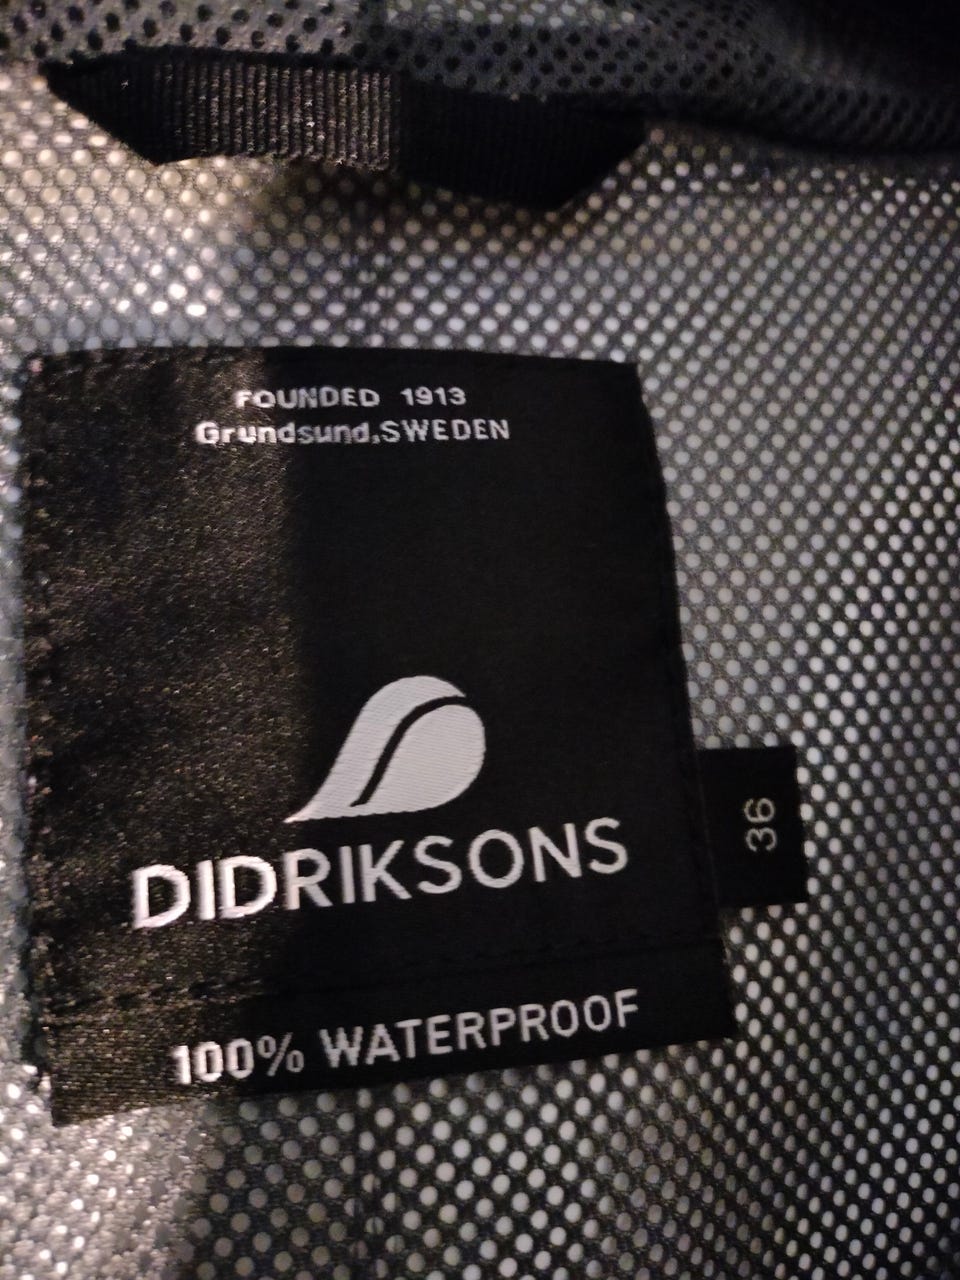 FOUNDED 1913
Grundsund,SWEDEN
DIDRIKSONS
36
100% WATERPROOF